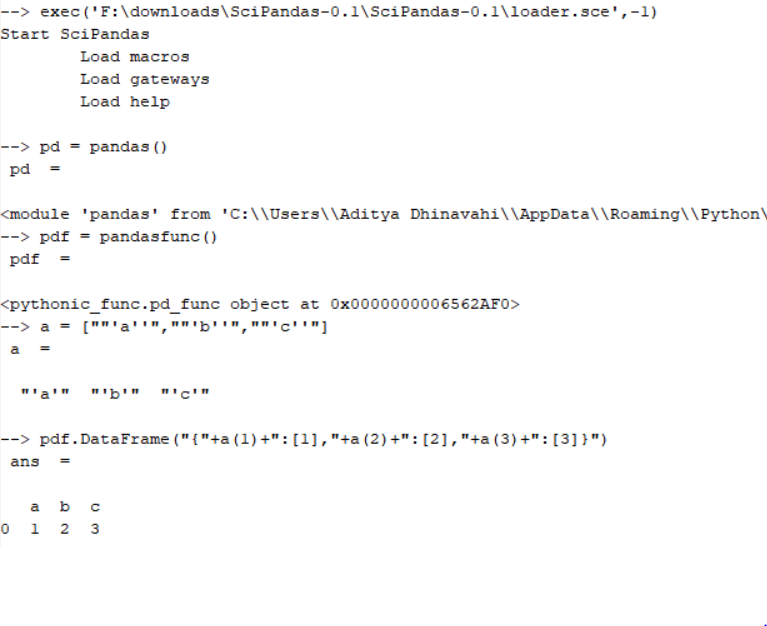 --> exec('F:\downloads\SciPandas-0.1\SciPandas-0.1\loader.sce',-1)
Start SciPandas
Load macros
Load gateways
Load help
--> pd = pandas()
pd  =
<module 'pandas' from 'C:\\Users\\Aditya Dhinavahi\\AppData\\Roaming\\Python\
--> pdf = pandasfunc()
pdf  =
<pythonic_func.pd_func object at 0x0000000006562AF0>
--> a = [""'a''",""'b''",""'c''"]
a  =
"'a'"  "'b'"  "'c'"
--> pdf.DataFrame("{"+a(1)+":[1],"+a(2)+":[2],"+a(3)+":[3]}")
ans  =
a  b  c
0  1  2  3